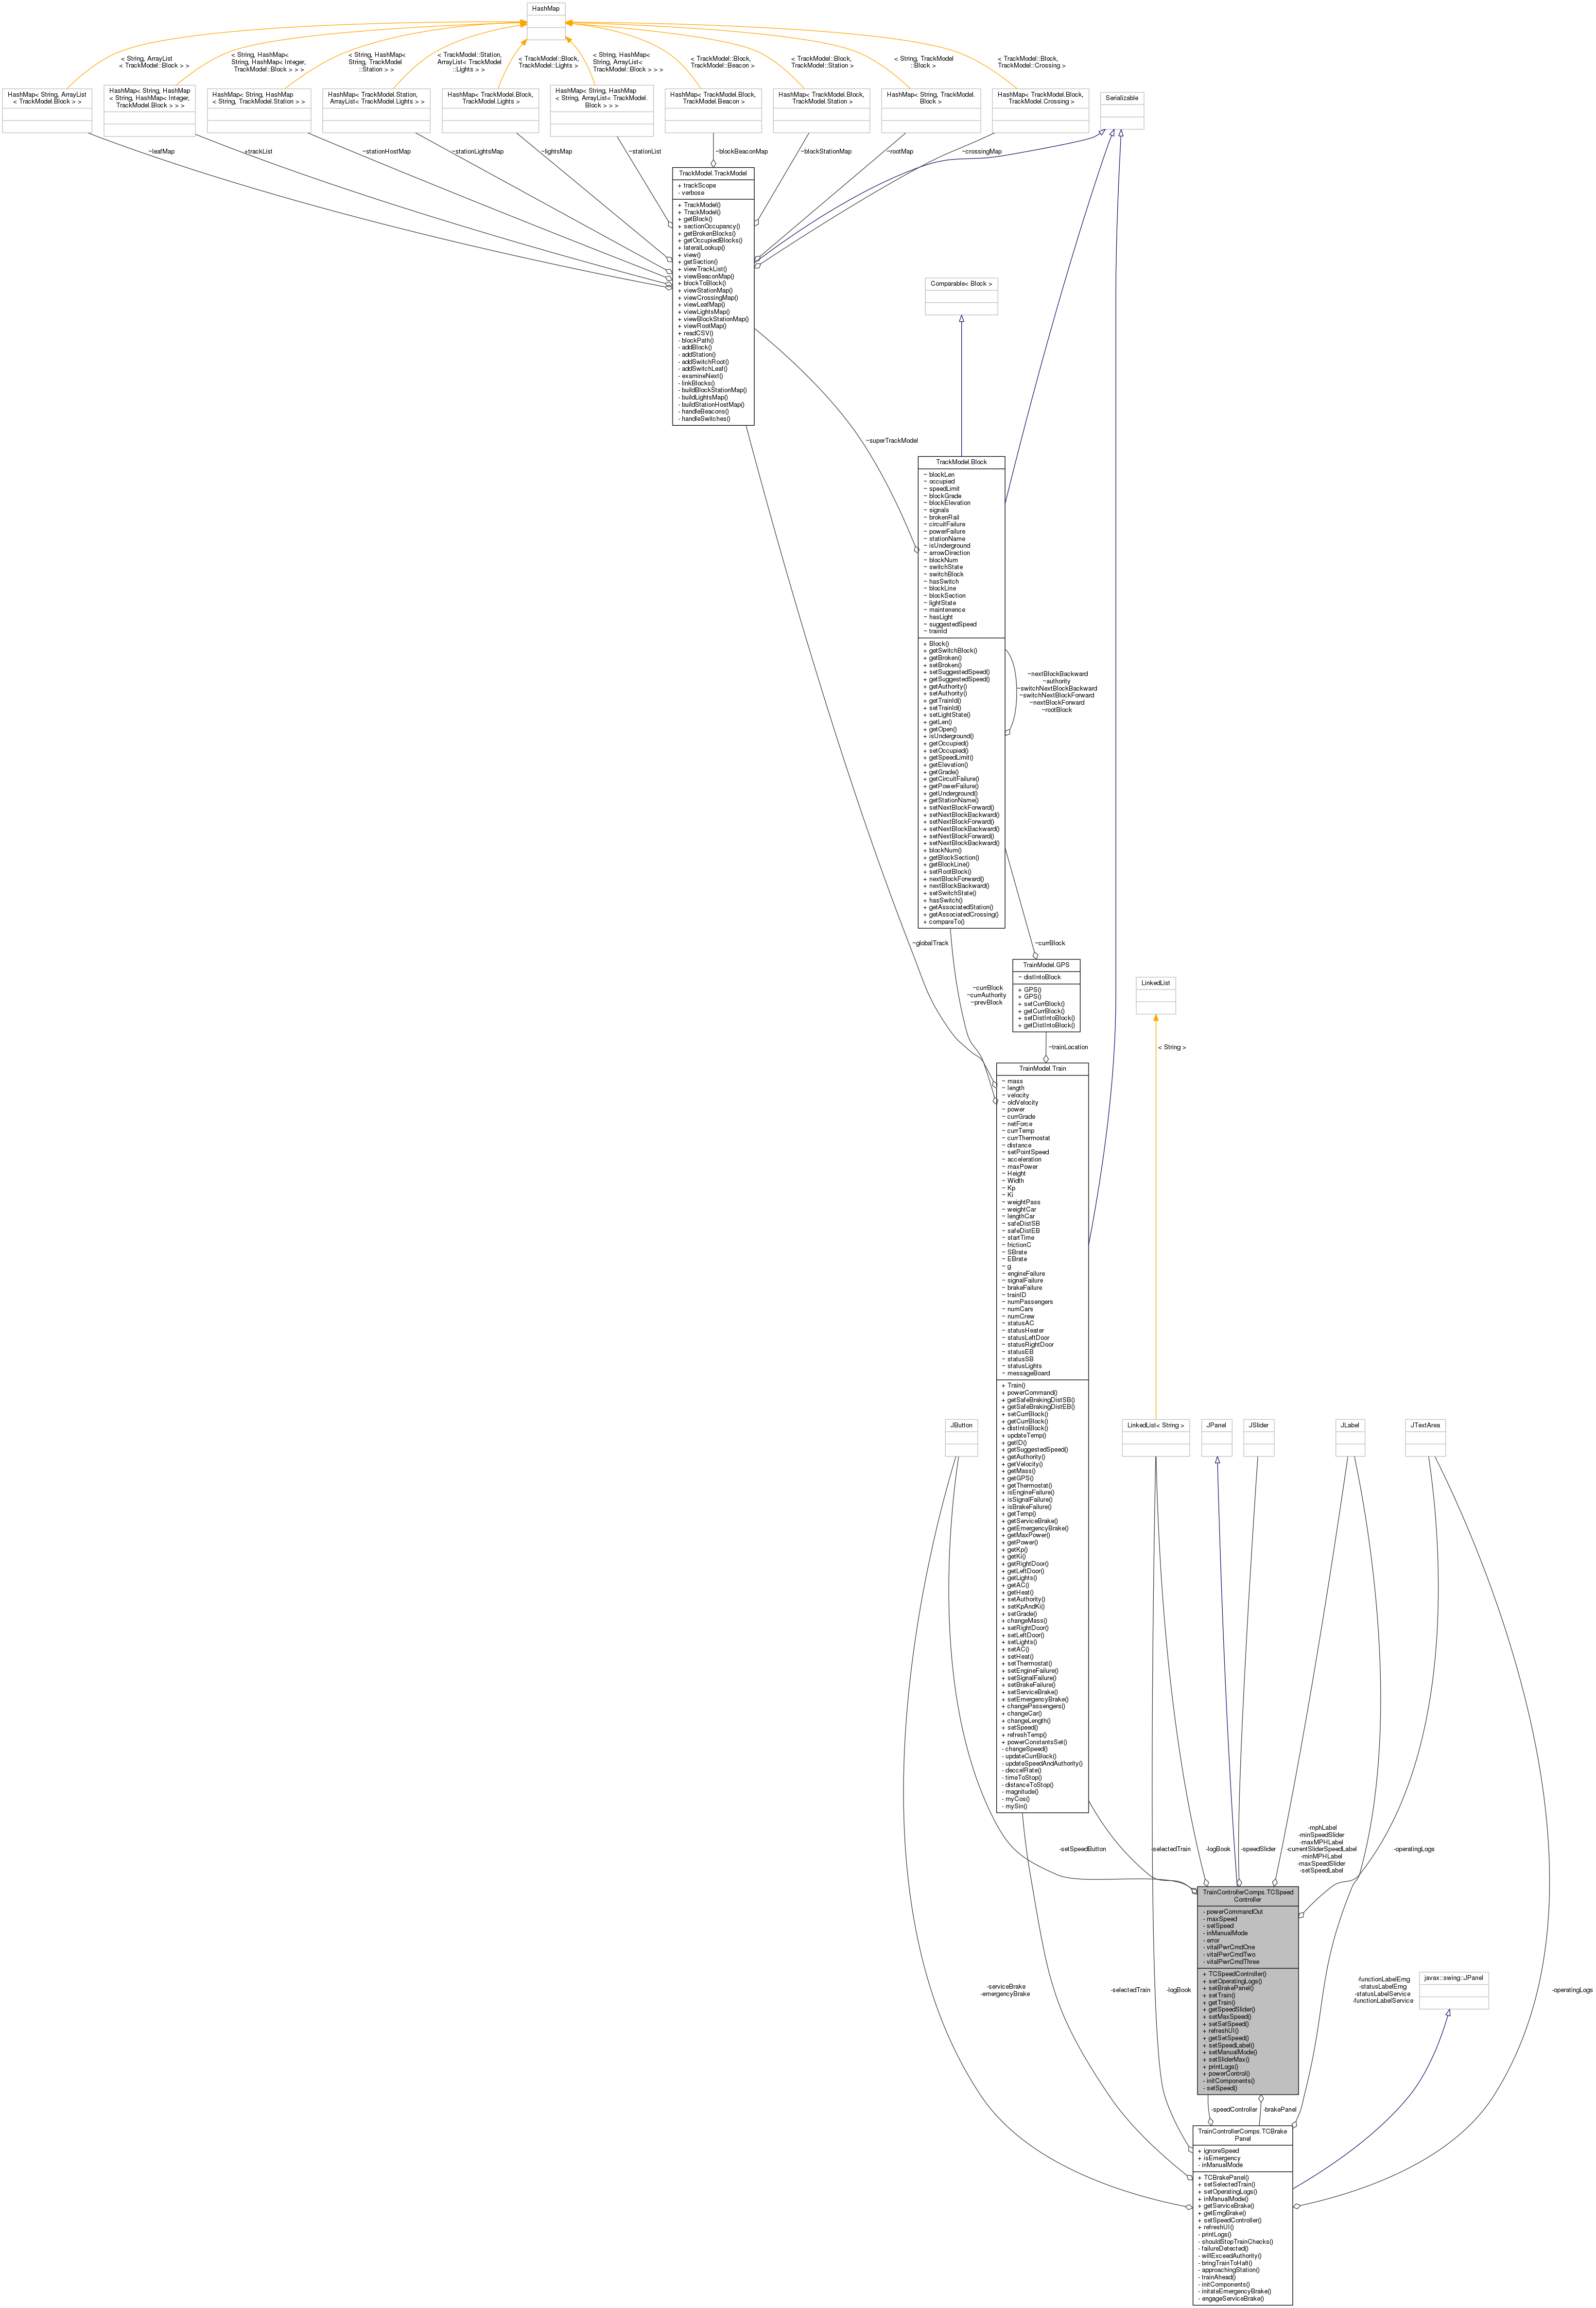 HashMap
< String, ArrayList
< TrackModel::Block > >
< String, HashMap<
String, HashMap< Integer,
TrackModel::Block > > >
< String, HashMap<
String, TrackModel
::Station > >
< TrackModel::Station,
ArrayList< TrackModel
::Lights > >
< TrackModel::Block,
TrackModel::Lights >
< String, HashMap<
String, ArrayList<
TrackModel::Block > > >
< TrackModel::Block,
TrackModel::Beacon >
< TrackModel::Block,
TrackModel::Station >
< String, TrackModel
::Block >
< TrackModel::Block,
TrackModel::Crossing >
HashMap< String, ArrayList
< TrackModel.Block > >
HashMap< String, HashMap
< String, HashMap< Integer,
TrackModel.Block > > >
HashMap< String, HashMap
< String, TrackModel.Station > >
HashMap< TrackModel.Station,
ArrayList< TrackModel.Lights > >
HashMap< TrackModel.Block,
TrackModel.Lights >
HashMap< String, HashMap
< String, ArrayList< TrackModel.
Block > > >
HashMap< TrackModel.Block,
TrackModel.Beacon >
HashMap< TrackModel.Block,
TrackModel.Station >
HashMap< String, TrackModel.
Block >
HashMap< TrackModel.Block,
TrackModel.Crossing >
Serializable
~leafMap
+trackList
~stationHostMap
~stationLightsMap
~lightsMap
~stationList
~blockBeaconMap
~blockStationMap
~rootMap
~crossingMap
TrackModel.TrackModel
+ trackScope
- verbose
+ TrackModel()
+ TrackModel()
+ getBlock()
+ sectionOccupancy()
+ getBrokenBlocks()
+ getOccupiedBlocks()
+ lateralLookup()
+ view()
+ getSection()
+ viewTrackList()
+ viewBeaconMap()
+ blockToBlock()
+ viewStationMap()
+ viewCrossingMap()
+ viewLeafMap()
+ viewLightsMap()
+ viewBlockStationMap()
+ viewRootMap()
+ readCSV()
- blockPath()
- addBlock()
- addStation()
- addSwitchRoot()
- addSwitchLeaf()
- examineNext()
- linkBlocks()
- buildBlockStationMap()
- buildLightsMap()
- buildStationHostMap()
- handleBeacons()
- handleSwitches()
Comparable< Block >
~superTrackModel
TrackModel.Block
~ blockLen
~ occupied
~ speedLimit
~ blockGrade
~ blockElevation
~ signals
~ brokenRail
~ circuitFailure
~ powerFailure
~ stationName
~ isUnderground
~ arrowDirection
~ blockNum
~ switchState
~ switchBlock
~ hasSwitch
~ blockLine
~ blockSection
~ lightState
~ maintenence
~ hasLight
~ suggestedSpeed
~ trainId
+ Block()
+ getSwitchBlock()
+ getBroken()
+ setBroken()
+ setSuggestedSpeed()
+ getSuggestedSpeed()
+ getAuthority()
+ setAuthority()
+ getTrainId()
+ setTrainId()
+ setLightState()
+ getLen()
+ getOpen()
+ isUnderground()
+ getOccupied()
+ setOccupied()
+ getSpeedLimit()
+ getElevation()
+ getGrade()
+ getCircuitFailure()
+ getPowerFailure()
+ getUnderground()
+ getStationName()
+ setNextBlockForward()
+ setNextBlockBackward()
+ setNextBlockForward()
+ setNextBlockBackward()
+ setNextBlockForward()
+ setNextBlockBackward()
+ blockNum()
+ getBlockSection()
+ getBlockLine()
+ setRootBlock()
+ nextBlockForward()
+ nextBlockBackward()
+ setSwitchState()
+ hasSwitch()
+ getAssociatedStation()
+ getAssociatedCrossing()
+ compareTo()
~nextBlockBackward
~authority
~switchNextBlockBackward
~switchNextBlockForward
~nextBlockForward
~rootBlock
~globalTrack
~currBlock
TrainModel.GPS
~ distIntoBlock
+ GPS()
+ GPS()
+ setCurrBlock()
+ getCurrBlock()
+ setDistIntoBlock()
+ getDistIntoBlock()
~currBlock
~currAuthority
~prevBlock
LinkedList
~trainLocation
< String >
TrainModel.Train
~ mass
~ length
~ velocity
~ oldVelocity
~ power
~ currGrade
~ netForce
~ currTemp
~ currThermostat
~ distance
~ setPointSpeed
~ acceleration
~ maxPower
~ Height
~ Width
~ Kp
~ Ki
~ weightPass
~ weightCar
~ lengthCar
~ safeDistSB
~ safeDistEB
~ startTime
~ frictionC
~ SBrate
~ EBrate
~ g
~ engineFailure
~ signalFailure
~ brakeFailure
~ trainID
~ numPassengers
~ numCars
~ numCrew
~ statusAC
~ statusHeater
~ statusLeftDoor
~ statusRightDoor
~ statusEB
~ statusSB
~ statusLights
~ messageBoard
+ Train()
+ powerCommand()
+ getSafeBrakingDistSB()
+ getSafeBrakingDistEB()
+ setCurrBlock()
+ getCurrBlock()
+ distIntoBlock()
+ updateTemp()
+ getID()
+ getSuggestedSpeed()
+ getAuthority()
+ getVelocity()
+ getMass()
+ getGPS()
+ getThermostat()
+ isEngineFailure()
+ isSignalFailure()
+ isBrakeFailure()
+ getTemp()
+ getServiceBrake()
+ getEmergencyBrake()
+ getMaxPower()
+ getPower()
+ getKp()
+ getKi()
+ getRightDoor()
+ getLeftDoor()
+ getLights()
+ getAC()
+ getHeat()
+ setAuthority()
+ setKpAndKi()
+ setGrade()
+ changeMass()
+ setRightDoor()
+ setLeftDoor()
+ setLights()
+ setAC()
+ setHeat()
+ setThermostat()
+ setEngineFailure()
+ setSignalFailure()
+ setBrakeFailure()
+ setServiceBrake()
+ setEmergencyBrake()
+ changePassengers()
+ changeCar()
+ changeLength()
+ setSpeed()
+ refreshTemp()
+ powerConstantsSet()
- changeSpeed()
- updateCurrBlock()
- updateSpeedAndAuthority()
- deccelRate()
- timeToStop()
- distanceToStop()
- magnitude()
- myCos()
- mySin()
JButton
LinkedList< String >
JPanel
JSlider
JLabel
JTextArea
-setSpeedButton
-selectedTrain
-logBook
-speedSlider
-mphLabel
-minSpeedSlider
-maxMPHLabel
-currentSliderSpeedLabel
-minMPHLabel
-maxSpeedSlider
-setSpeedLabel
-operatingLogs
TrainControllerComps.TCSpeed
Controller
- powerCommandOut
- maxSpeed
- setSpeed
- inManualMode
- error
- vitalPwrCmdOne
- vitalPwrCmdTwo
- vitalPwrCmdThree
+ TCSpeedController()
+ setOperatingLogs()
+ setBrakePanel()
+ setTrain()
+ getTrain()
+ getSpeedSlider()
+ setMaxSpeed()
+ setSetSpeed()
+ refreshUI()
+ getSetSpeed()
+ setSpeedLabel()
+ setManualMode()
+ setSliderMax()
+ printLogs()
+ powerControl()
- initComponents()
- setSpeed()
-serviceBrake
-emergencyBrake
-selectedTrain
-logBook
-functionLabelEmg
-statusLabelEmg
-statusLabelService
-functionLabelService
javax::swing::JPanel
-operatingLogs
-speedController
-brakePanel
TrainControllerComps.TCBrake
Panel
+ ignoreSpeed
+ isEmergency
- inManualMode
+ TCBrakePanel()
+ setSelectedTrain()
+ setOperatingLogs()
+ inManualMode()
+ getServiceBrake()
+ getEmgBrake()
+ setSpeedController()
+ refreshUI()
- printLogs()
- shouldStopTrainChecks()
- failureDetected()
- willExceedAuthority()
- bringTrainToHalt()
- approachingStation()
- trainAhead()
- initComponents()
- initateEmergencyBrake()
- engageServiceBrake()